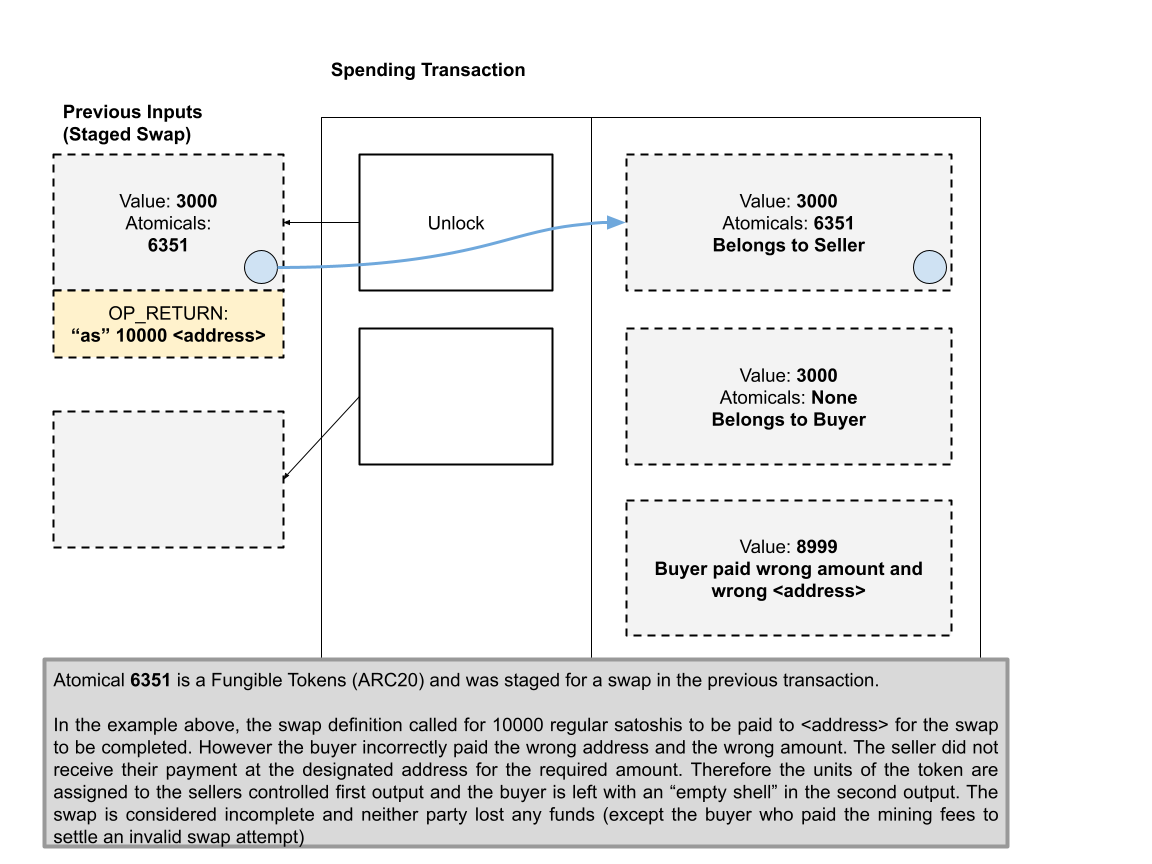 Spending Transaction
Previous Inputs
(Staged Swap)
Value: 3000
Atomicals:
6351
OP_RETURN:
“as” 10000 <address>
Unlock
Value: 3000
Atomicals: 6351
Belongs to Seller
Value: 3000
Atomicals: None
Belongs to Buyer
Value: 8999
Buyer paid wrong amount and
wrong <address>
Atomical 6351 is a Fungible Tokens (ARC20) and was staged for a swap in the previous transaction.
In the example above, the swap definition called for 10000 regular satoshis to be paid to <address> for the swap
to be completed. However the buyer incorrectly paid the wrong address and the wrong amount. The seller did not
receive their payment at the designated address for the required amount. Therefore the units of the token are
assigned to the sellers controlled first output and the buyer is left with an “empty shell” in the second output. The
swap is considered incomplete and neither party lost any funds (except the buyer who paid the mining fees to
settle an invalid swap attempt)